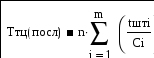 Tтц(посл) ▪ n· ∑_{i = 1}^{m} (tштi / Ci